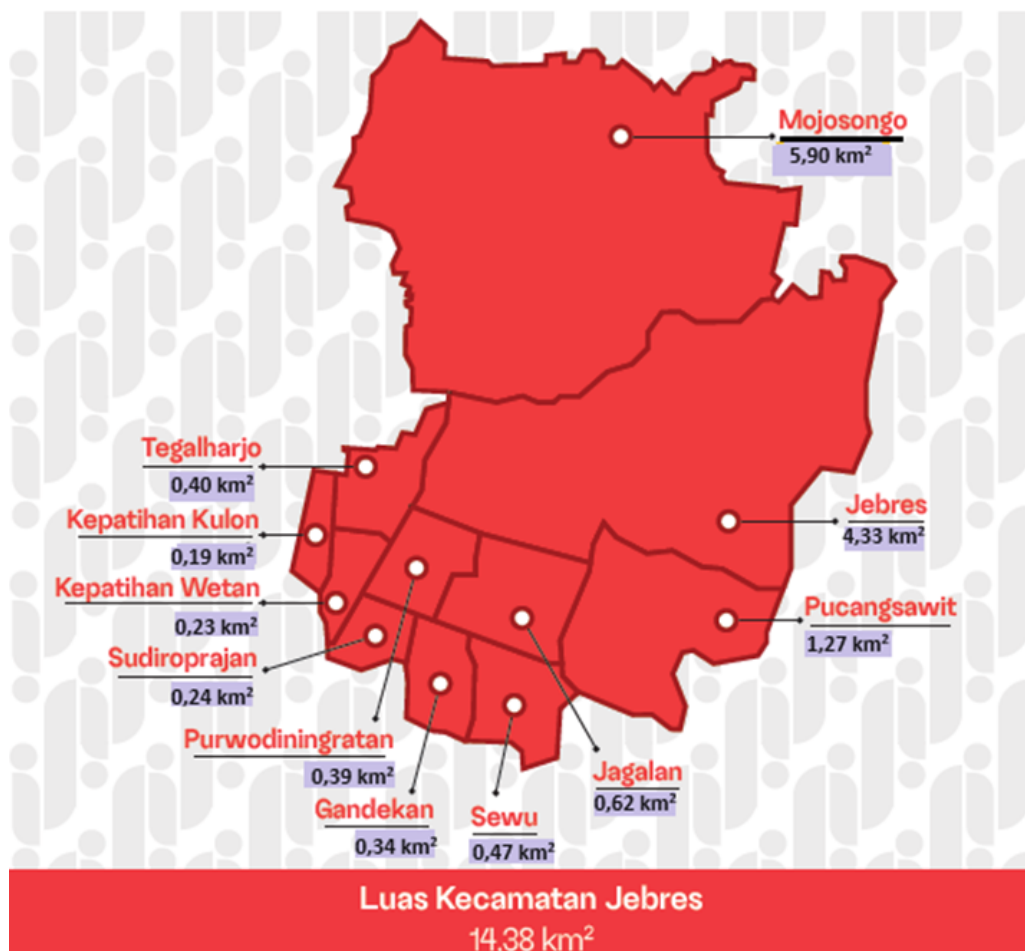 Mojosongo
5,90 km²
Tegalharjo
0,40 km²
Kepatihan Kulon
0,19 km²
Kepatihan Wetan
0,23 km²
Sudiroprajan
0,24 km²
Purwodiningratan
0,39 km²
Gandekan
0,34 km²
Sewu
0,47 km²
Jagalan
0,62 km²
Jebres
4,33 km²
Pucangsawit
1,27 km²
Luas Kecamatan Jebres
14,38 km²